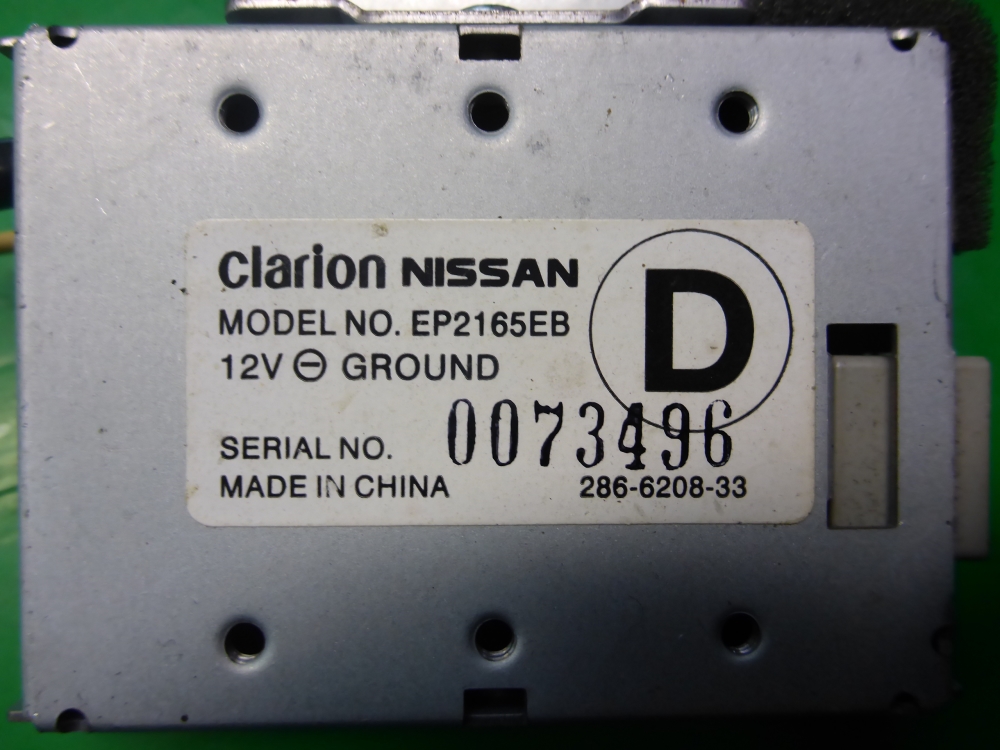 clarion NISSAN
D
MODEL NO. EP2165EB
12V ⊖ GROUND
SERIAL NO. 0073496
MADE IN CHINA 286-6208-33